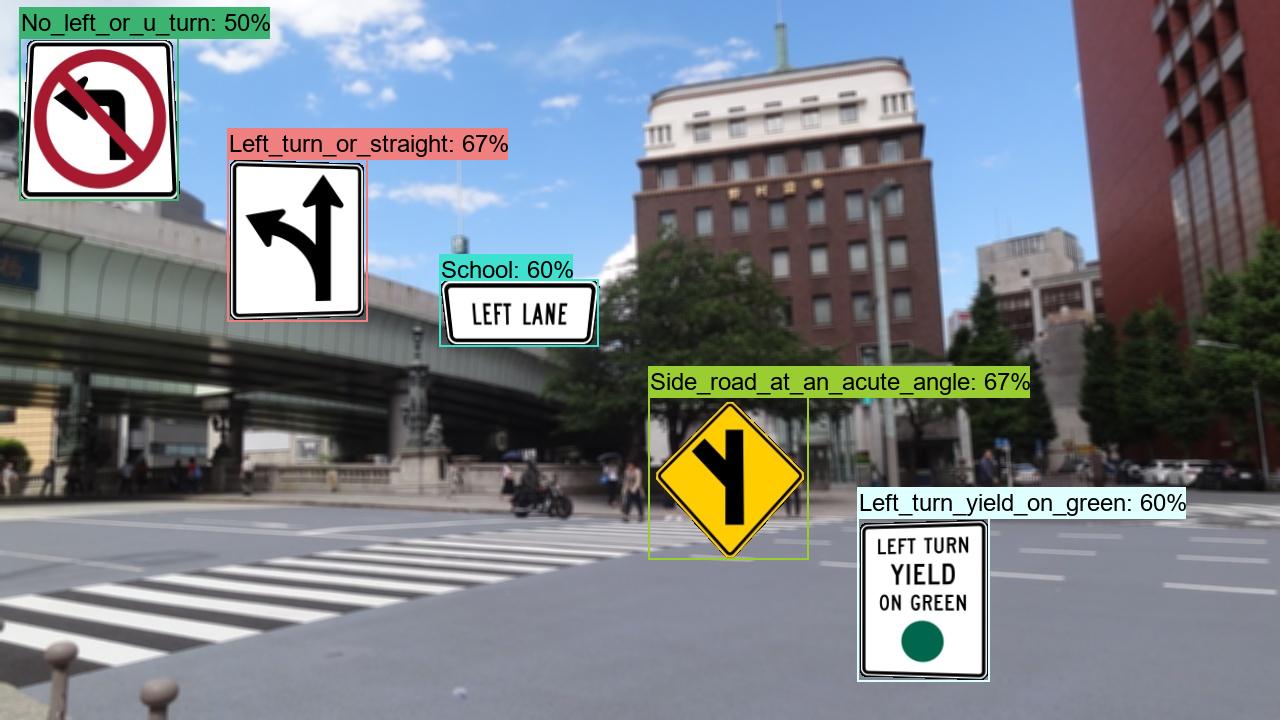 No_left_or_u_turn: 50%
Left_turn_or_straight: 67%
School: 60%
LEFT LANE
Side_road_at_an_acute_angle: 67%
Left_turn_yield_on_green: 60%
LEFT TURN
YIELD
ON GREEN